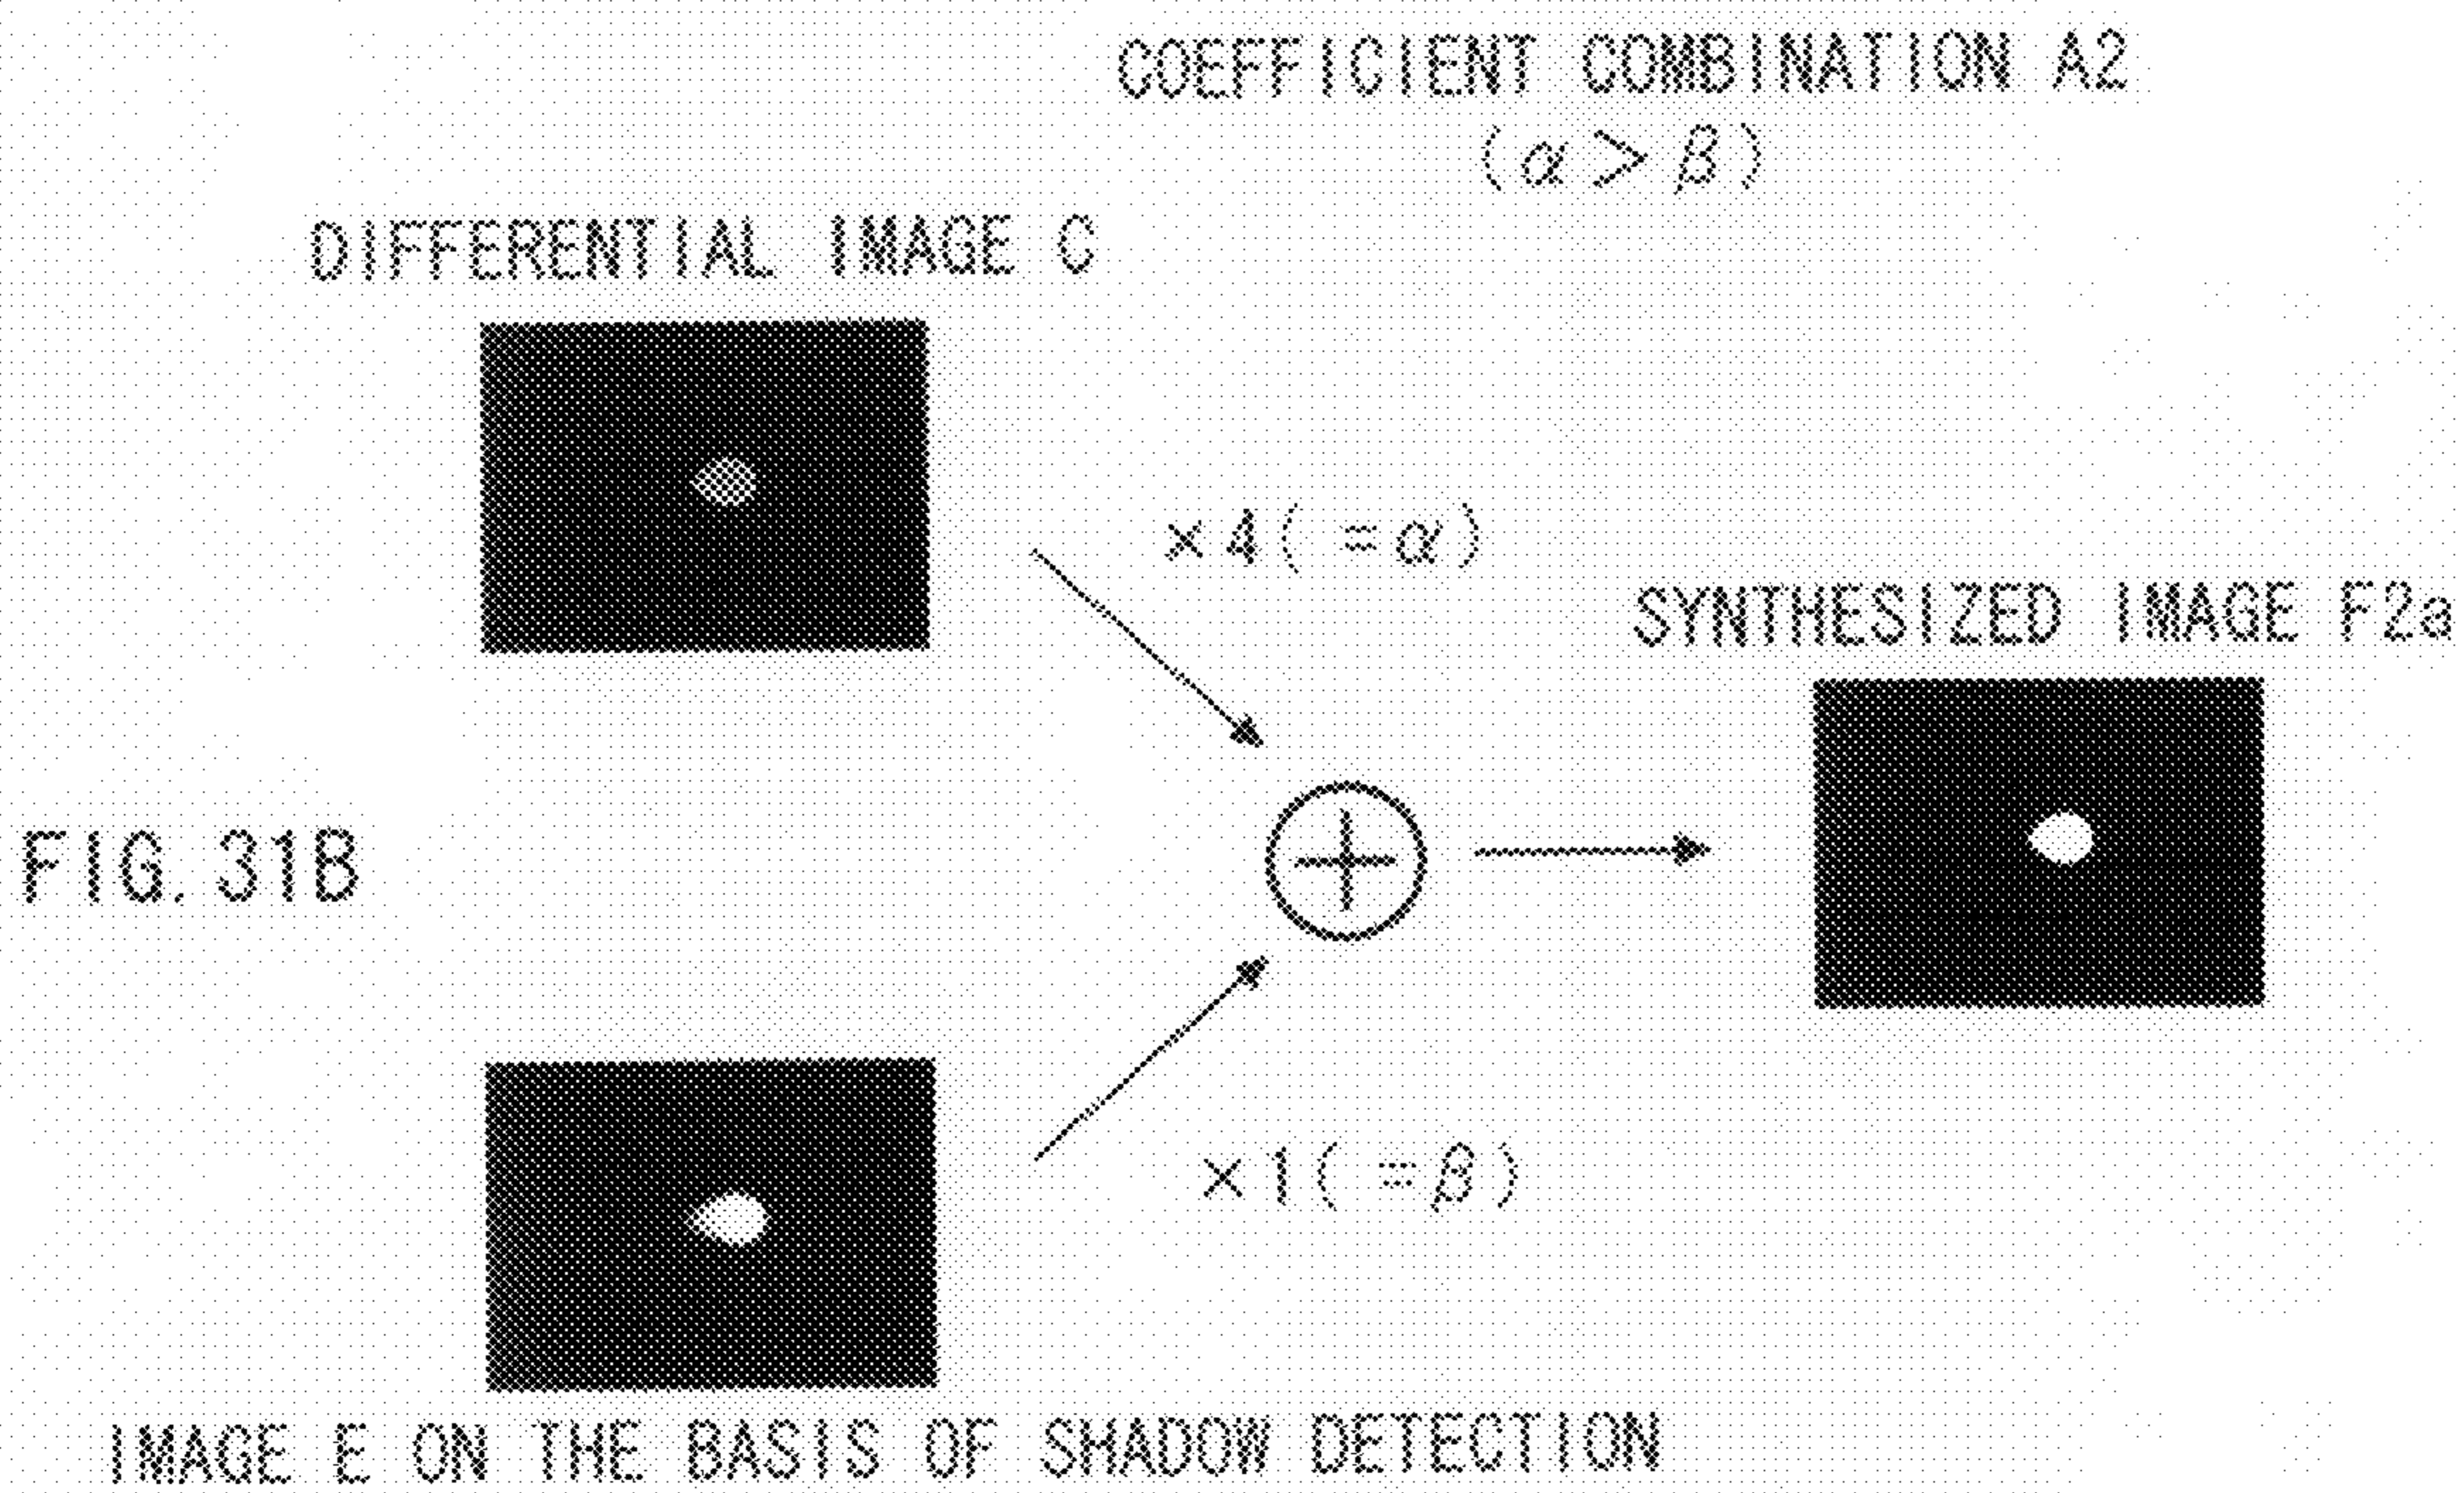 COEFFICIENT COMBINATION A2
(α > β)
DIFFERENTIAL IMAGE C
×4( =α)
SYNTHESIZED IMAGE F2a
FIG. 31B
×1( =β)
IMAGE E ON THE BASIS OF SHADOW DETECTION